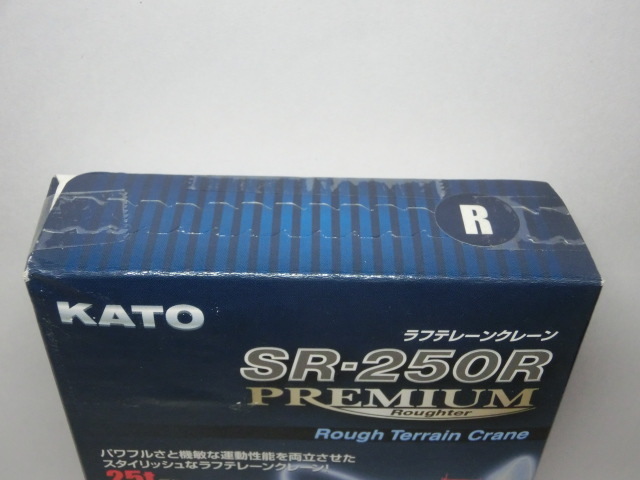 R
KATO
ラフテレーンクレーン
SR-250R
PREMIUM
Roughter
Rough Terrain Crane
パワフルさと機敏な運動性能を両立させた
スタイリッシュなラフテレーンクレーン!
25t